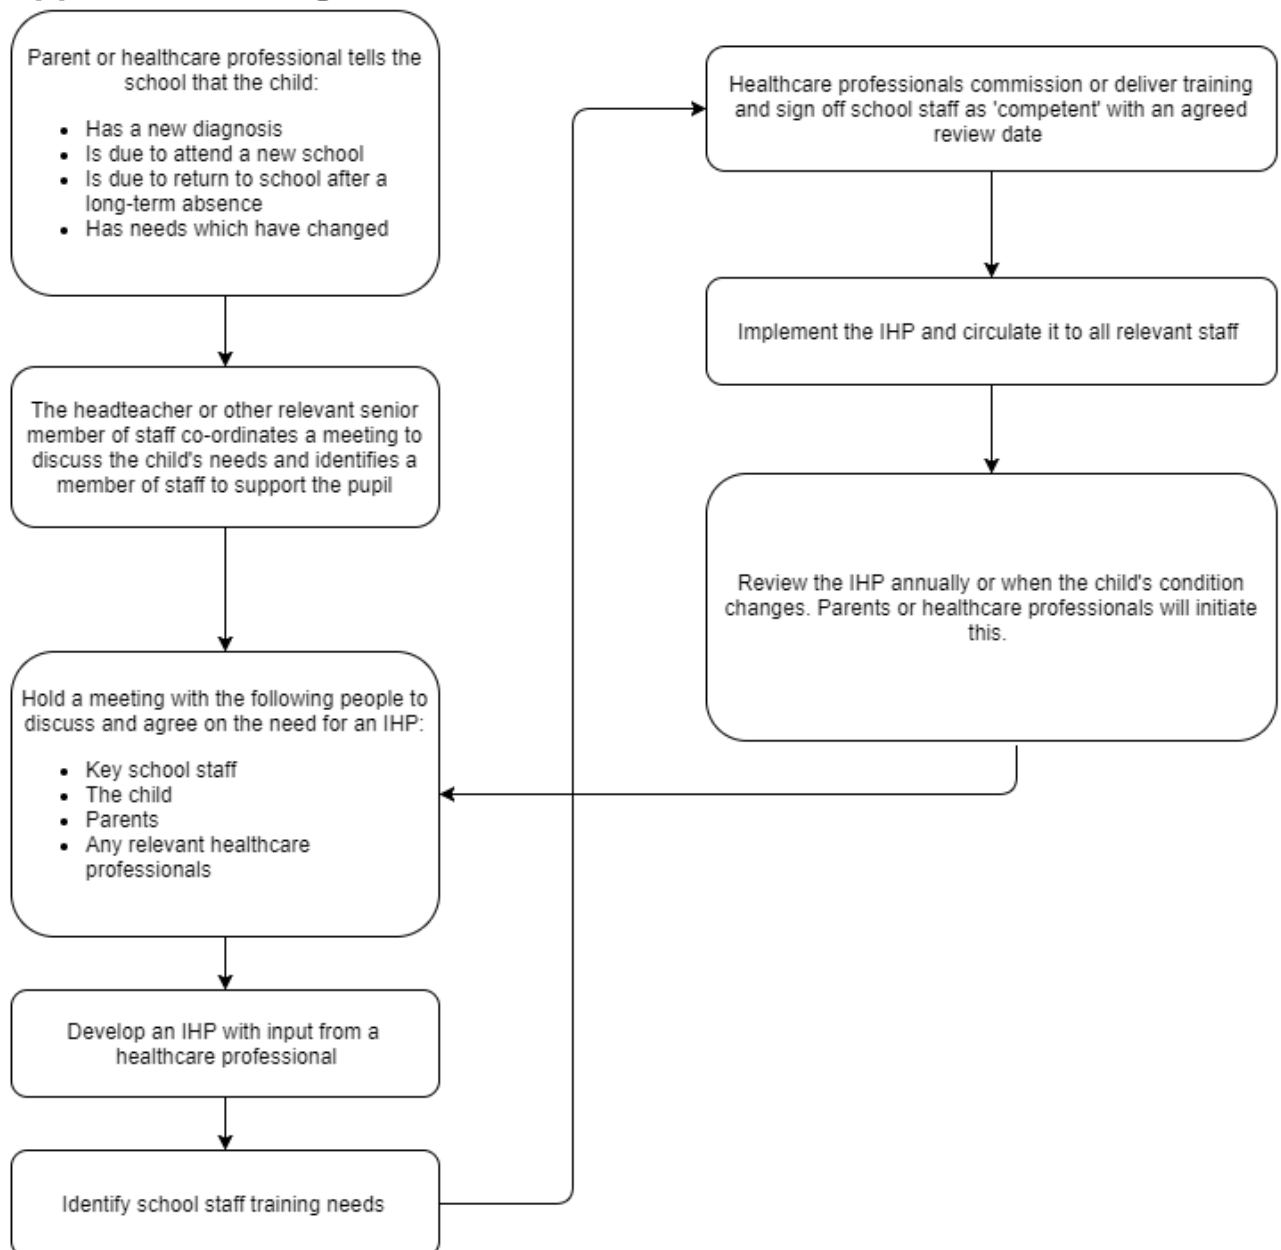 Parent or healthcare professional tells the
school that the child:
• Has a new diagnosis
• Is due to attend a new school
• Is due to return to school after a
long-term absence
• Has needs which have changed
The headteacher or other relevant senior
member of staff co-ordinates a meeting to
discuss the child's needs and identifies a
member of staff to support the pupil
Hold a meeting with the following people to
discuss and agree on the need for an IHP:
• Key school staff
• The child
• Parents
• Any relevant healthcare
professionals
Develop an IHP with input from a
healthcare professional
Identify school staff training needs
Healthcare professionals commission or deliver training
and sign off school staff as 'competent' with an agreed
review date
Implement the IHP and circulate it to all relevant staff
Review the IHP annually or when the child's condition
changes. Parents or healthcare professionals will initiate
this.